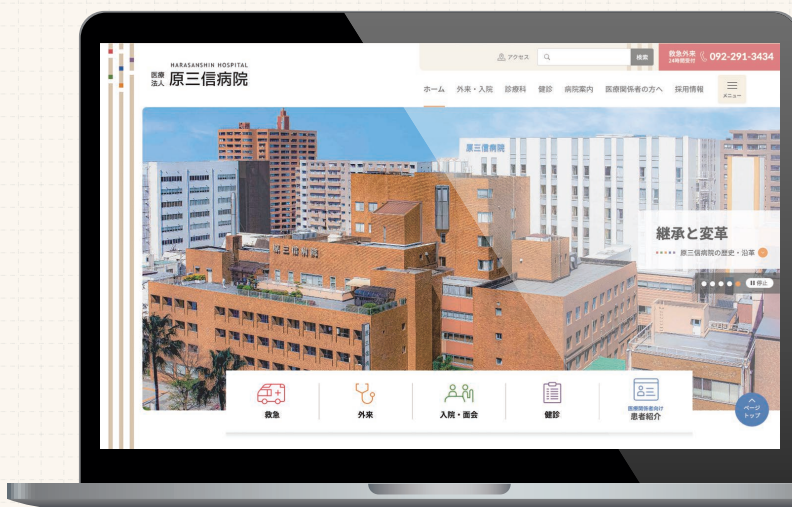 HARASANSHIN HOSPITAL
医療
法人 原三信病院
アクセス
検索
救急外来
24時間受付
092-291-3434
ホーム 外来・入院 診療科 健診 病院案内 医療関係者の方へ 採用情報
メニュー
原三信病院
原三信病院
継承と変革
原三信病院の歴史・沿革
停止
救急
外来
入院・面会
健診
医療関係者向け
患者紹介
ページ
トップ